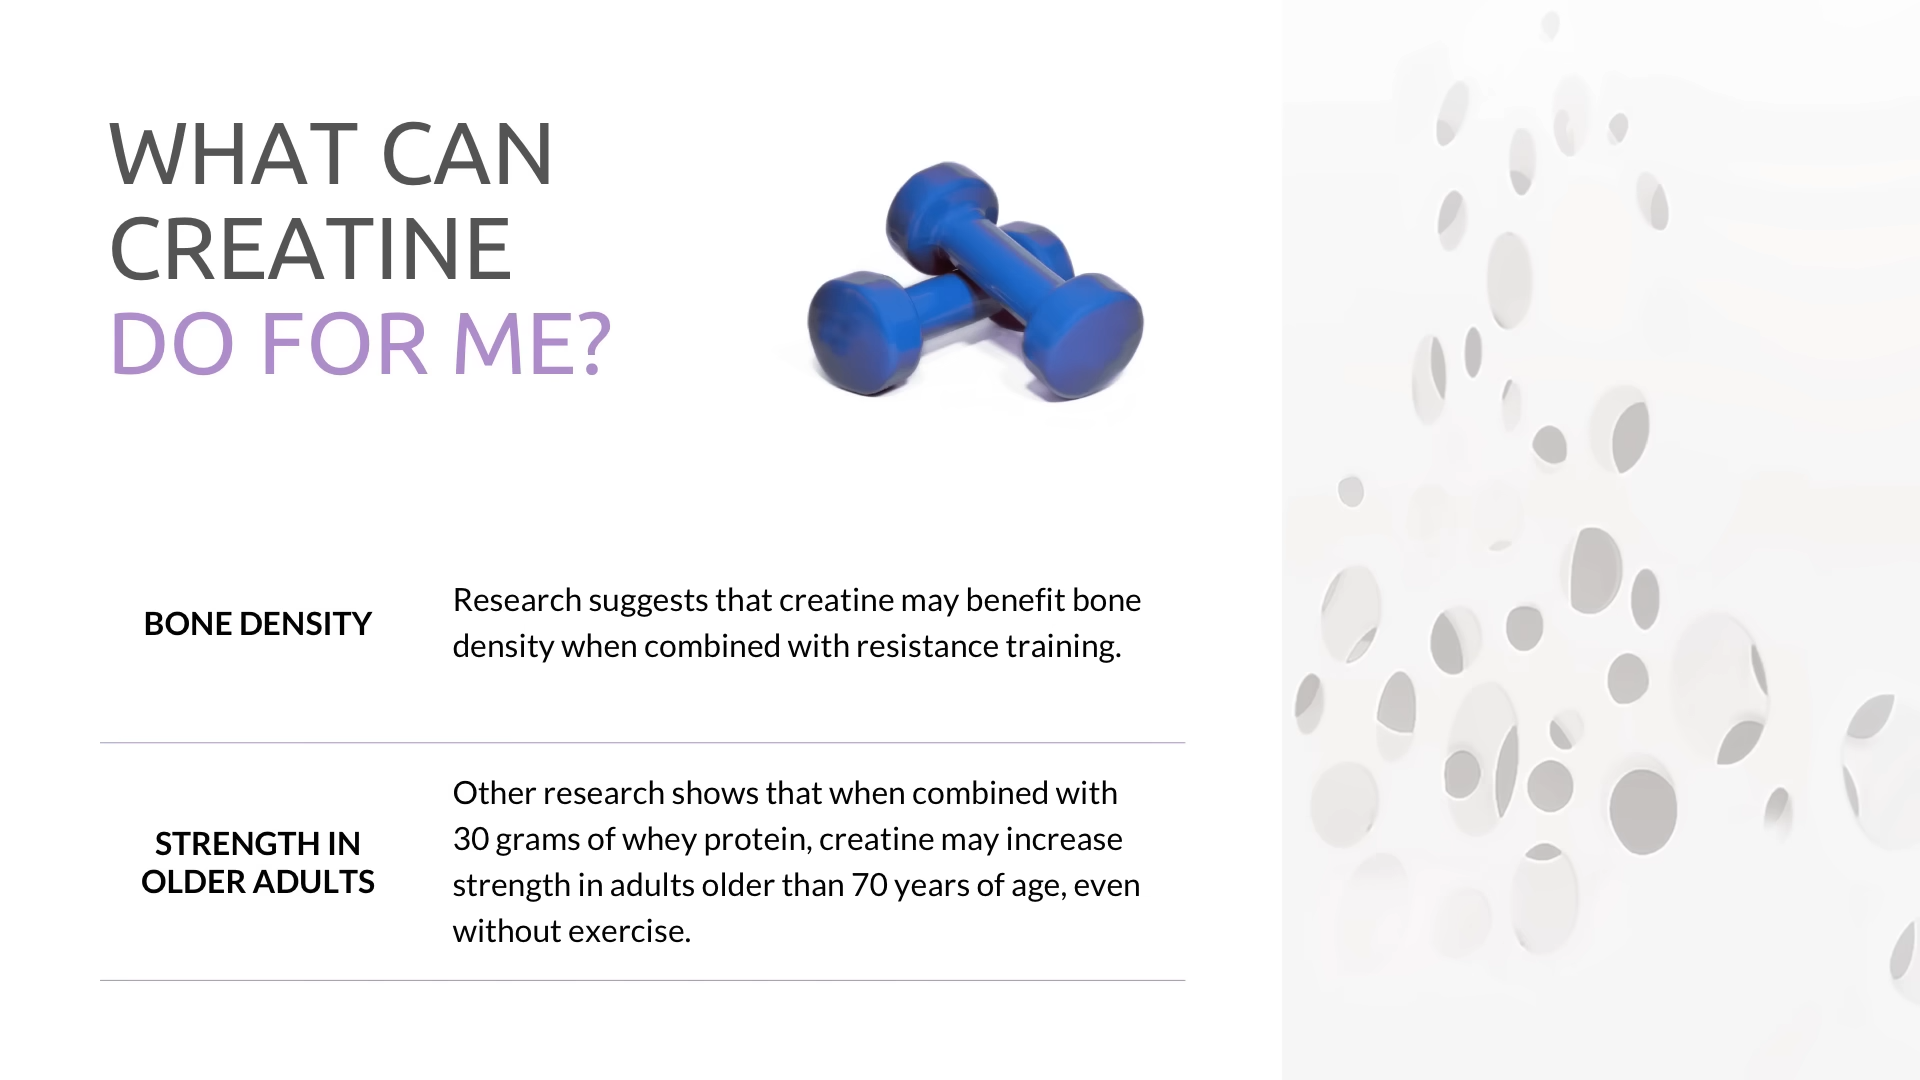 WHAT CAN
CREATINE
DO FOR ME?
BONE DENSITY
Research suggests that creatine may benefit bone
density when combined with resistance training.
STRENGTH IN
OLDER ADULTS
Other research shows that when combined with
30 grams of whey protein, creatine may increase
strength in adults older than 70 years of age, even
without exercise.